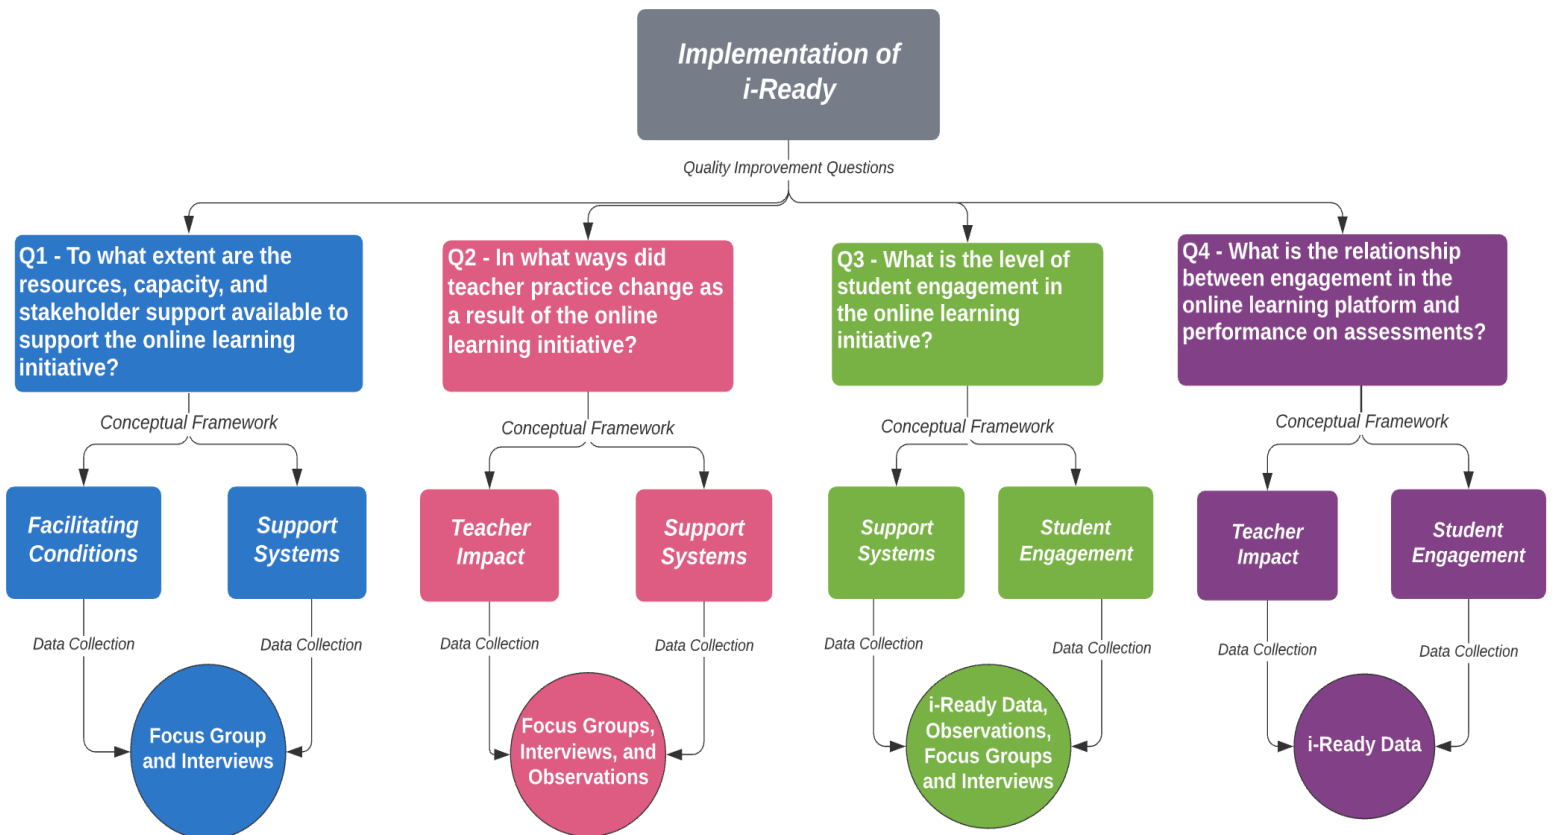 Implementation of
i-Ready
Quality Improvement Questions
Q1 - To what extent are the
resources, capacity, and
stakeholder support available to
support the online learning
initiative?
Q2 - In what ways did
teacher practice change as
a result of the online
learning initiative?
Q3 - What is the level of
student engagement in
the online learning
initiative?
Q4 - What is the relationship
between engagement in the
online learning platform and
performance on assessments?
Conceptual Framework
Conceptual Framework
Conceptual Framework
Conceptual Framework
Facilitating
Conditions
Support
Systems
Teacher
Impact
Support
Systems
Support
Systems
Student
Engagement
Teacher
Impact
Student
Engagement
Data Collection
Data Collection
Data Collection
Data Collection
Data Collection
Data Collection
Data Collection
Data Collection
Focus Group
and Interviews
Focus Groups,
Interviews, and
Observations
i-Ready Data,
Observations,
Focus Groups
and Interviews
i-Ready Data